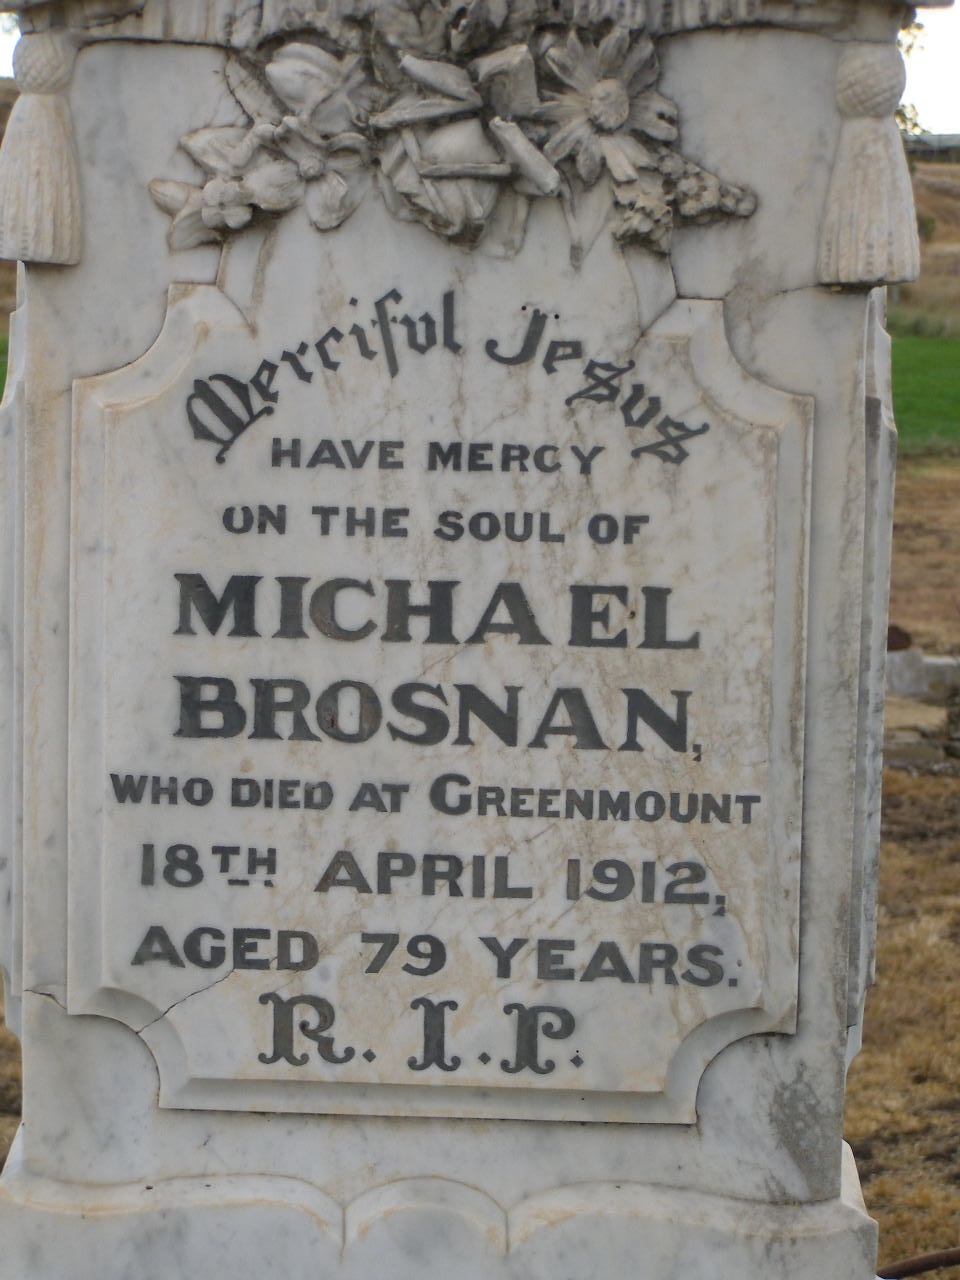 Merciful Jesus
HAVE MERCY
ON THE SOUL OF
MICHAEL
BROSNAN,
WHO DIED AT GREENMOUNT
18TH APRIL 1912,
AGED 79 YEARS.
R.I.P.